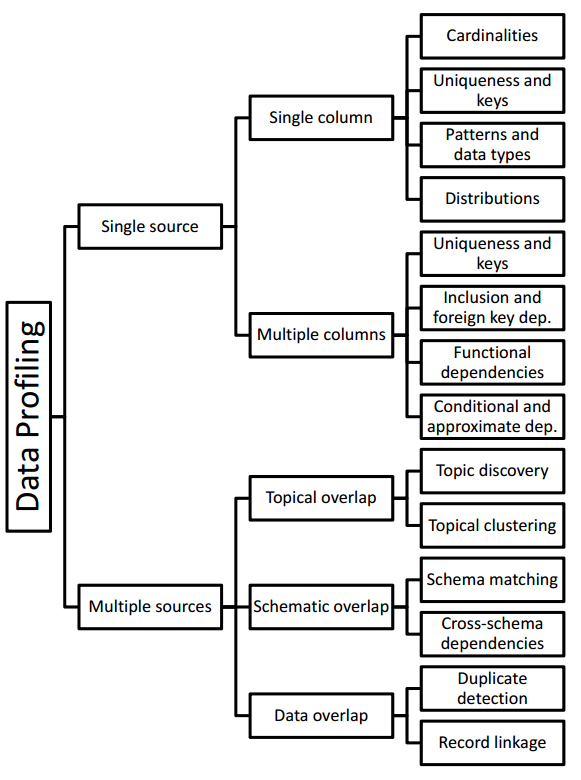 Data Profiling
Single source
Single column
Cardinalities
Uniqueness and
keys
Patterns and
data types
Distributions
Multiple columns
Uniqueness and
keys
Inclusion and
foreign key dep.
Functional
dependencies
Conditional and
approximate dep.
Multiple sources
Topical overlap
Topic discovery
Topical clustering
Schematic overlap
Schema matching
Cross-schema
dependencies
Data overlap
Duplicate
detection
Record linkage